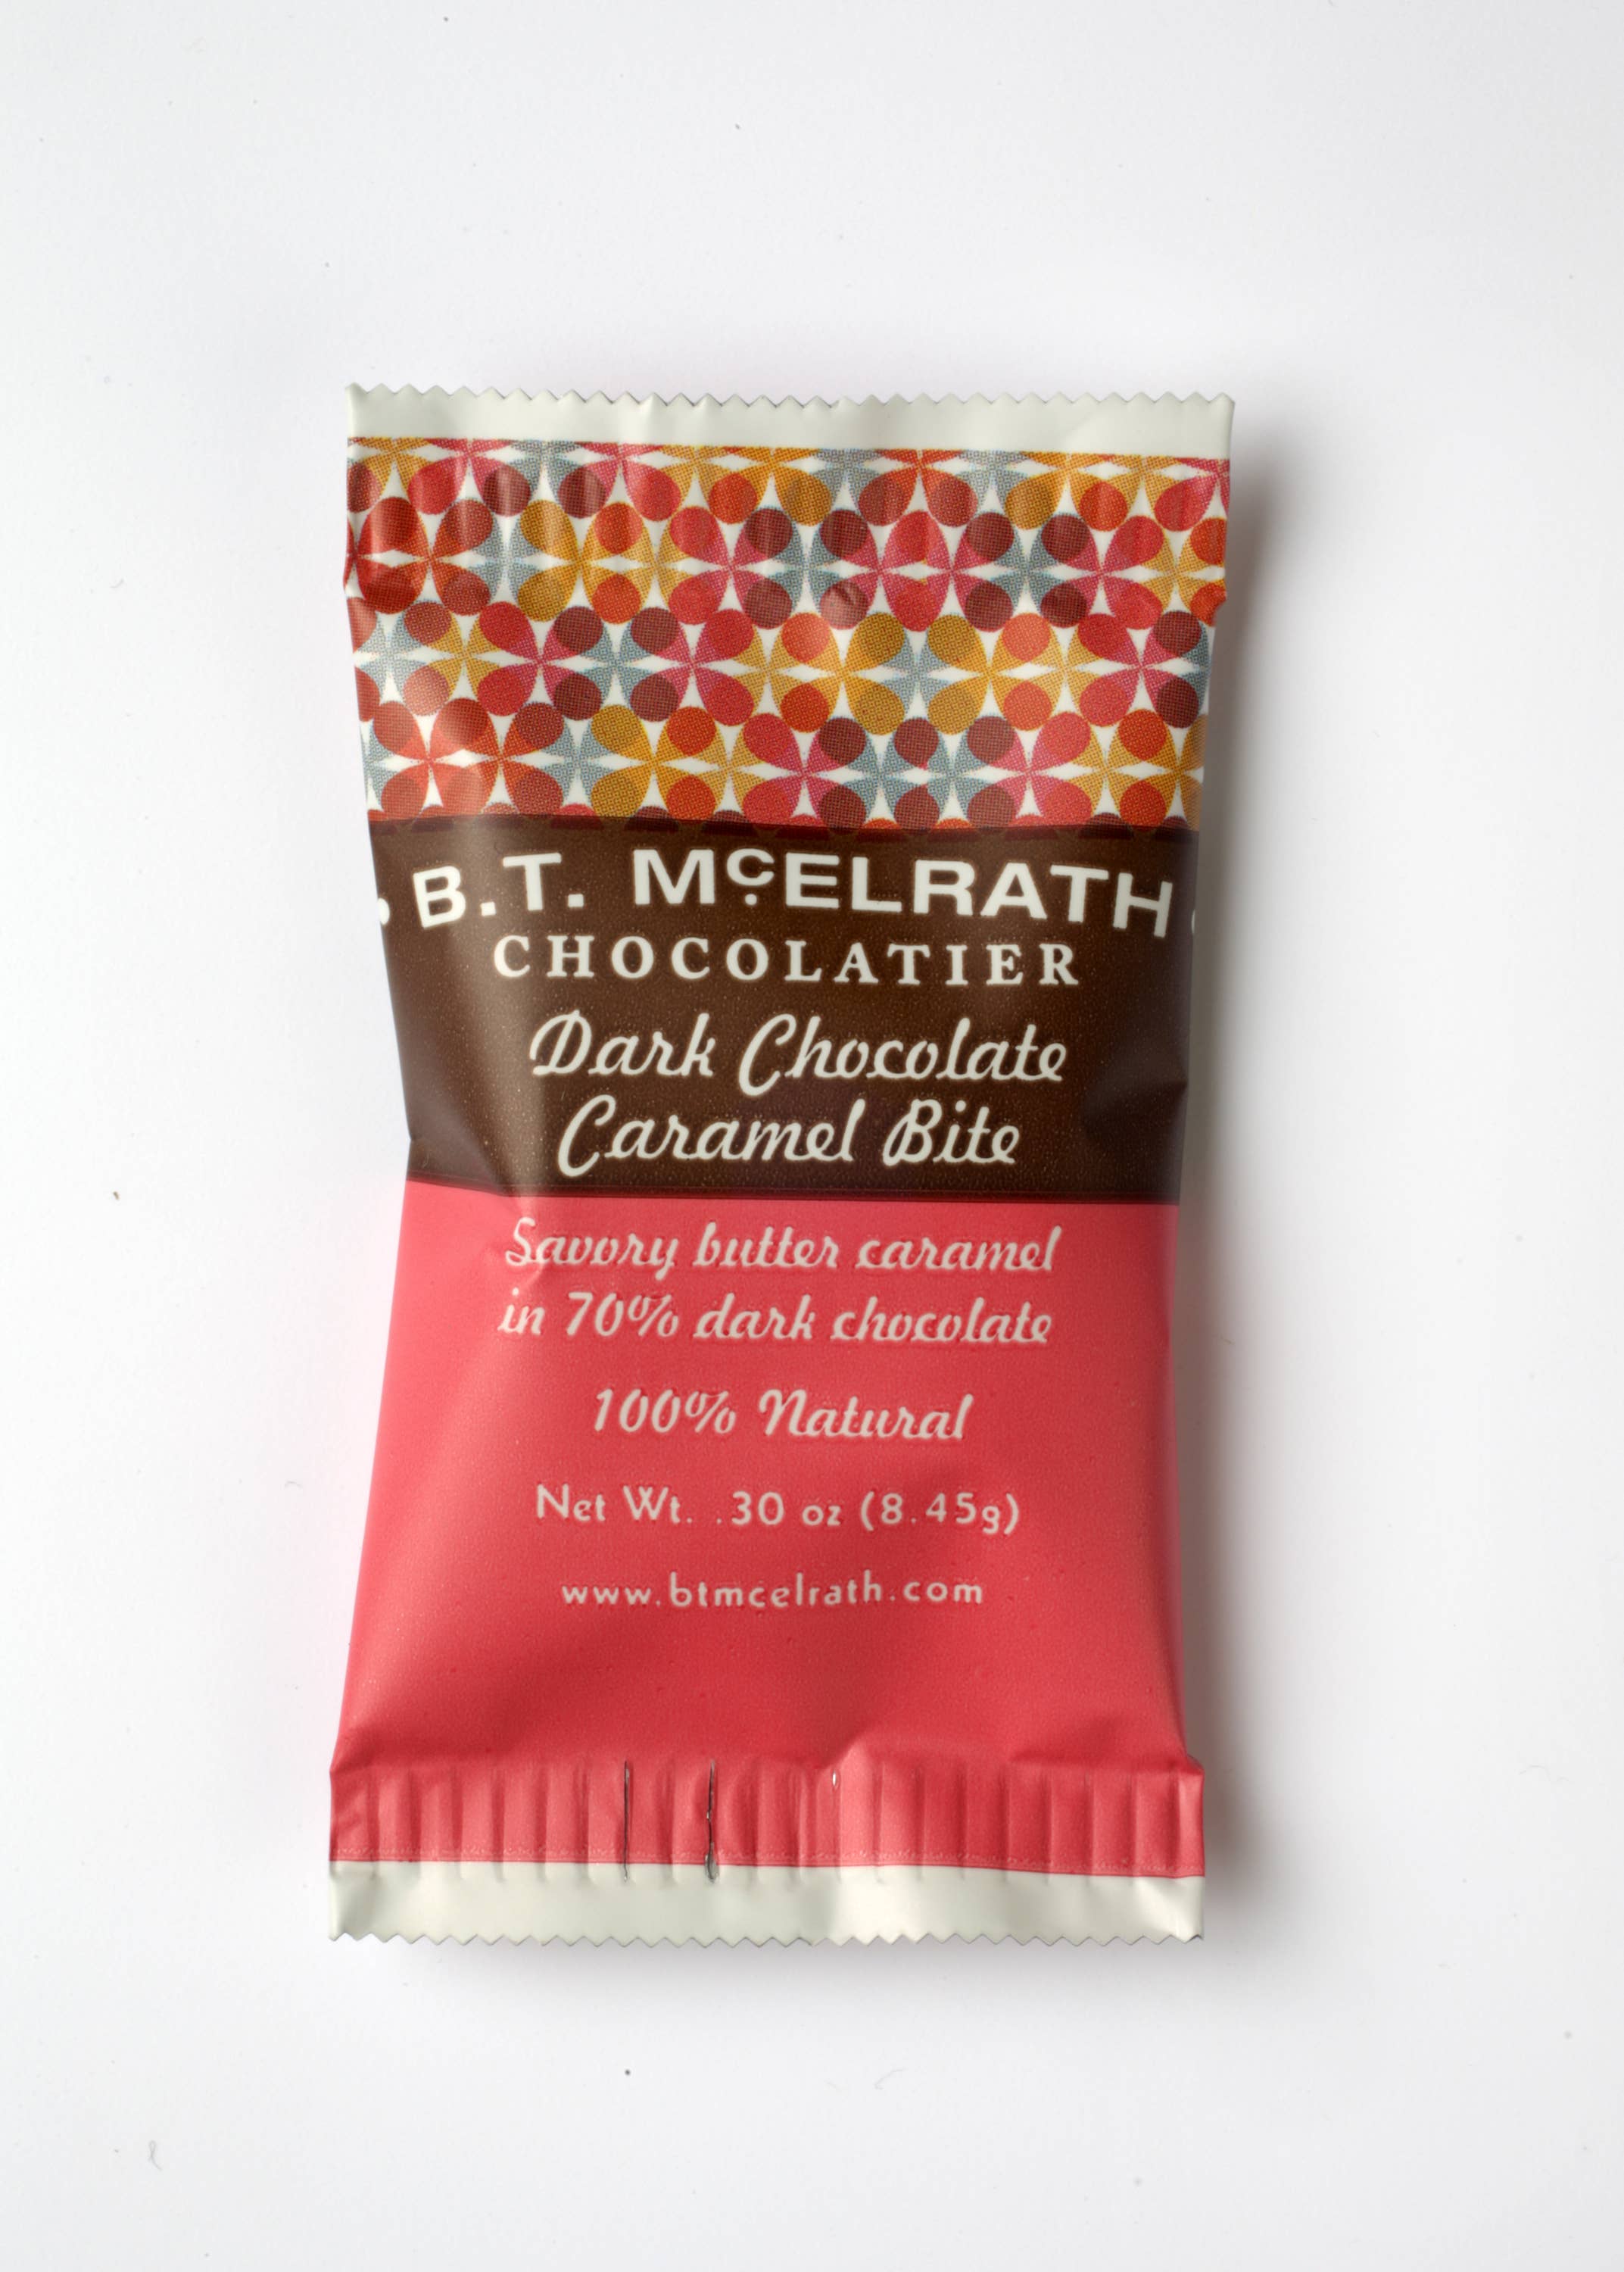 B.T. McELRATH
CHOCOLATIER
Dark Chocolate
Caramel Bite
Savory butter caramel
in 70% dark chocolate
100% Natural
Net Wt. .30 oz (8.45g)
www.btmcelrath.com